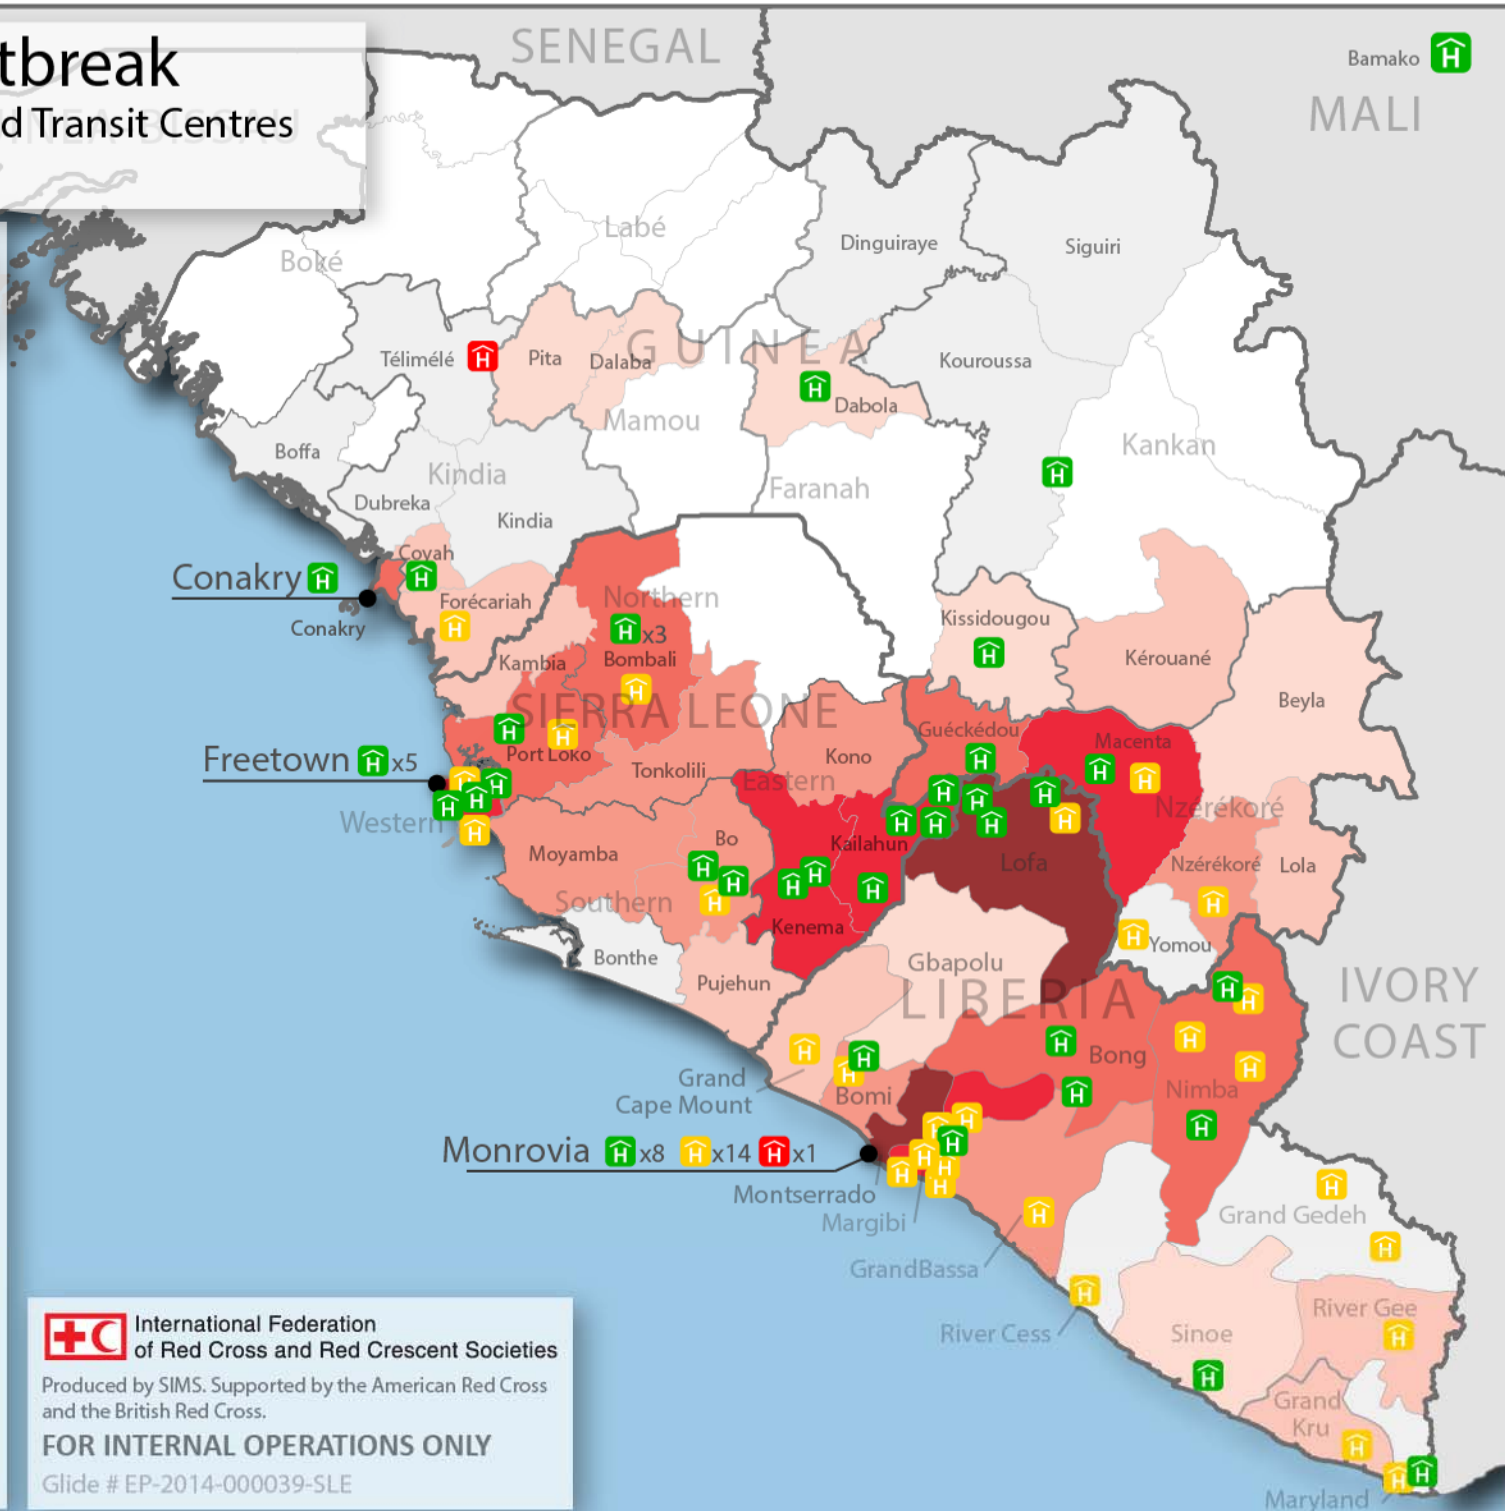 tbreak
d Transit Centres
SENEGAL
Bamako H
MALI
Boké
Labé
Dinguiraye
Siguiri
GUINEA
Télimélé H
Pita
Dalaba
Kouroussa
H
Dabola
Mamou
Kankan
Boffa
Kindia
H
Faranah
Dubreka
Kindia
Coyah
Conakry H
H
Forécariah
H
Conakry
Northern
H x3
Kissidougou
H
Kambia
Bombali
H
Kérouané
Beyla
SIERRA LEONE
H
H
Port Loko
Guéckédou
H
Macenta
H H
Freetown H x5
Tonkolili
Kono
Eastern
H H H H
H
Western
H H H
H H H H
H
Nzérékoré
Moyamba
Bo
H H
H
Kailahun
H H H
Lofa
Nzérékoré
H
Lola
Southern
Kenema
H Yomou
Bonthe
Pujehun
Gbapolu
LIBERIA
H H
IVORY
COAST
H
H H
H Bong
H
H
Nimba
H
H
Grand
Cape Mount
Bomi
Monrovia H x8 H x14 H x1
H H H
H H H H
Montserrado
Margibi
H
GrandBassa
H
Grand Gedeh
H
H
River Cess
Sinoe
H
River Gee
H
Grand
Kru
H
H H
Maryland
International Federation
of Red Cross and Red Crescent Societies
Produced by SIMS. Supported by the American Red Cross
and the British Red Cross.
FOR INTERNAL OPERATIONS ONLY
Glide # EP-2014-000039-SLE